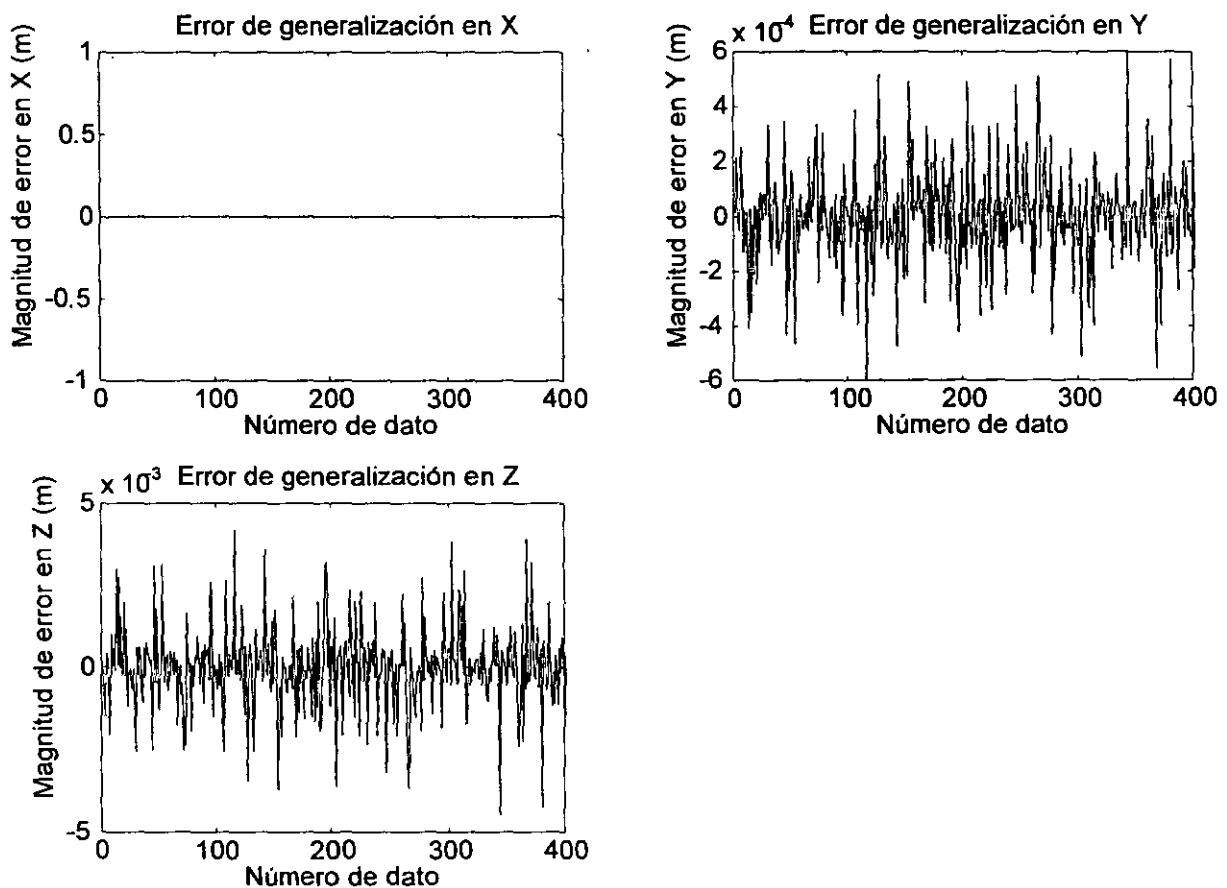 Error de generalización en X
Magnitud de error en X (m)
1
0.5
0
-0.5
-1
0 100 200 300 400
Número de dato
x 10-4 Error de generalización en Y
Magnitud de error en Y (m)
6
4
2
0
-2
-4
-6
0 100 200 300 400
Número de dato
x 10-3 Error de generalización en Z
Magnitud de error en Z (m)
5
0
-5
0 100 200 300 400
Número de dato